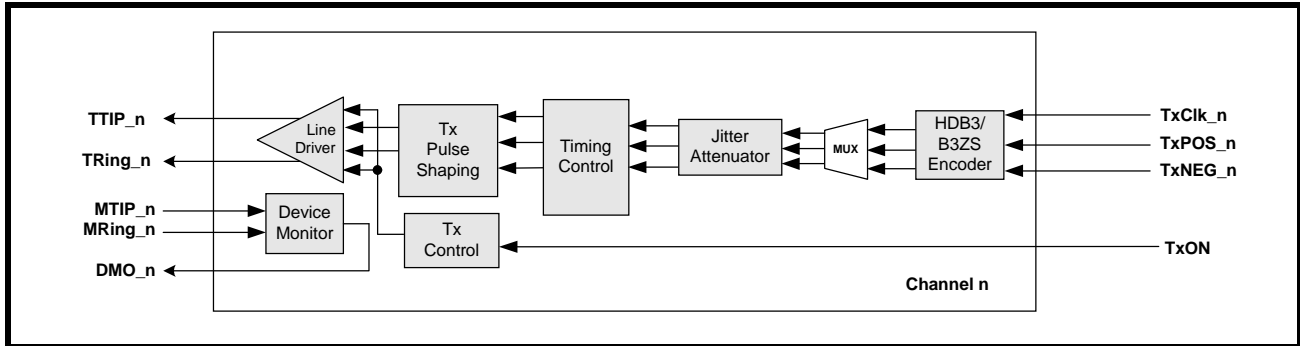 TTIP_n
TRing_n
MTIP_n
MRing_n
DMO_n
Line
Driver
Device
Monitor
Tx
Pulse
Shaping
Tx
Control
Timing
Control
Jitter
Attenuator
MUX
HDB3/
B3ZS
Encoder
TxClk_n
TxPOS_n
TxNEG_n
TxON
Channel n